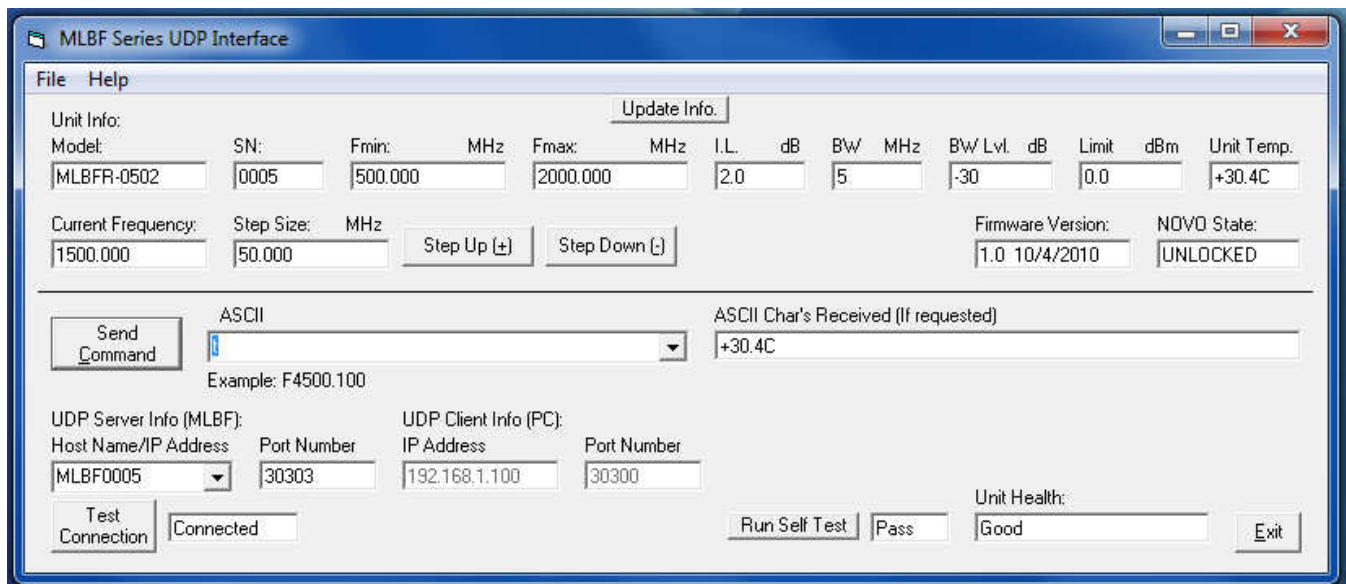 MLBF Series UDP Interface
File Help
Update Info.
Unit Info:
Model: SN: Fmin: MHz Fmax: MHz I.L. dB BW MHz BW Lvl. dB Limit dBm Unit Temp.
MLBFR-0502 0005 500.000 2000.000 2.0 5 -30 0.0 +30.4C
Current Frequency: Step Size: MHz Step Up (+) Step Down (-) Firmware Version: NOVO State:
1500.000 50.000 1.0 10/4/2010 UNLOCKED
Send Command
ASCII ASCII Char's Received (If requested)
t +30.4C
Example: F4500.100
UDP Server Info (MLBF): UDP Client Info (PC):
Host Name/IP Address Port Number IP Address Port Number
MLBF0005 30303 192.168.1.100 30300
Test Connection Connected Run Self Test Pass
Unit Health:
Good
Exit